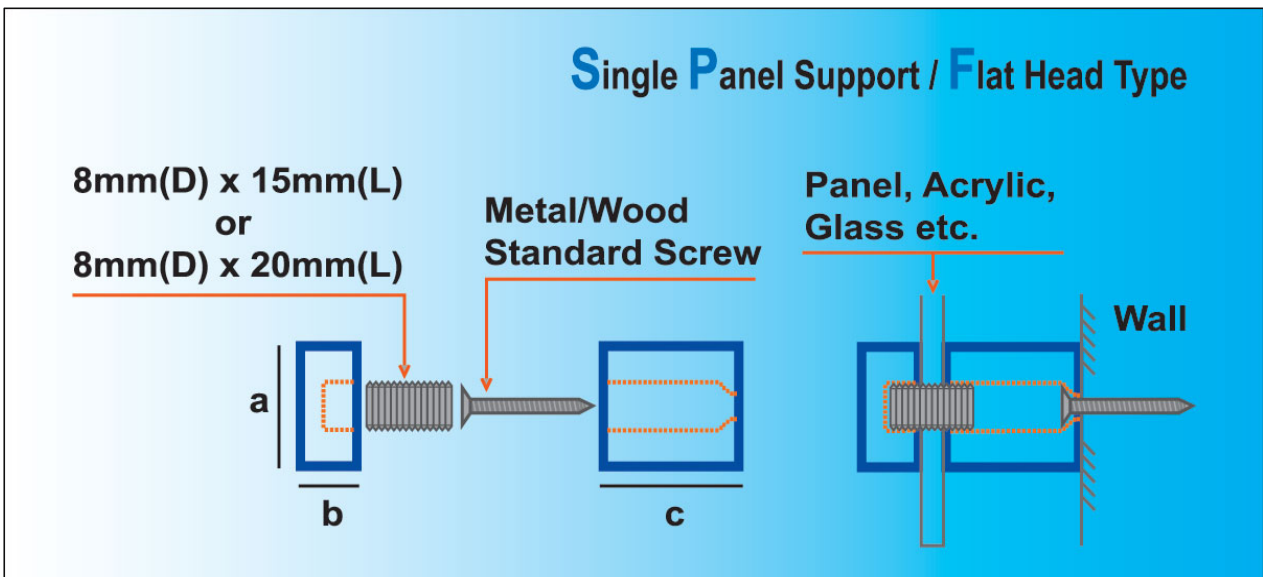 Single Panel Support / Flat Head Type
8mm(D) x 15mm(L)
or
8mm(D) x 20mm(L)
Metal/Wood
Standard Screw
Panel, Acrylic,
Glass etc.
Wall
a
b
c